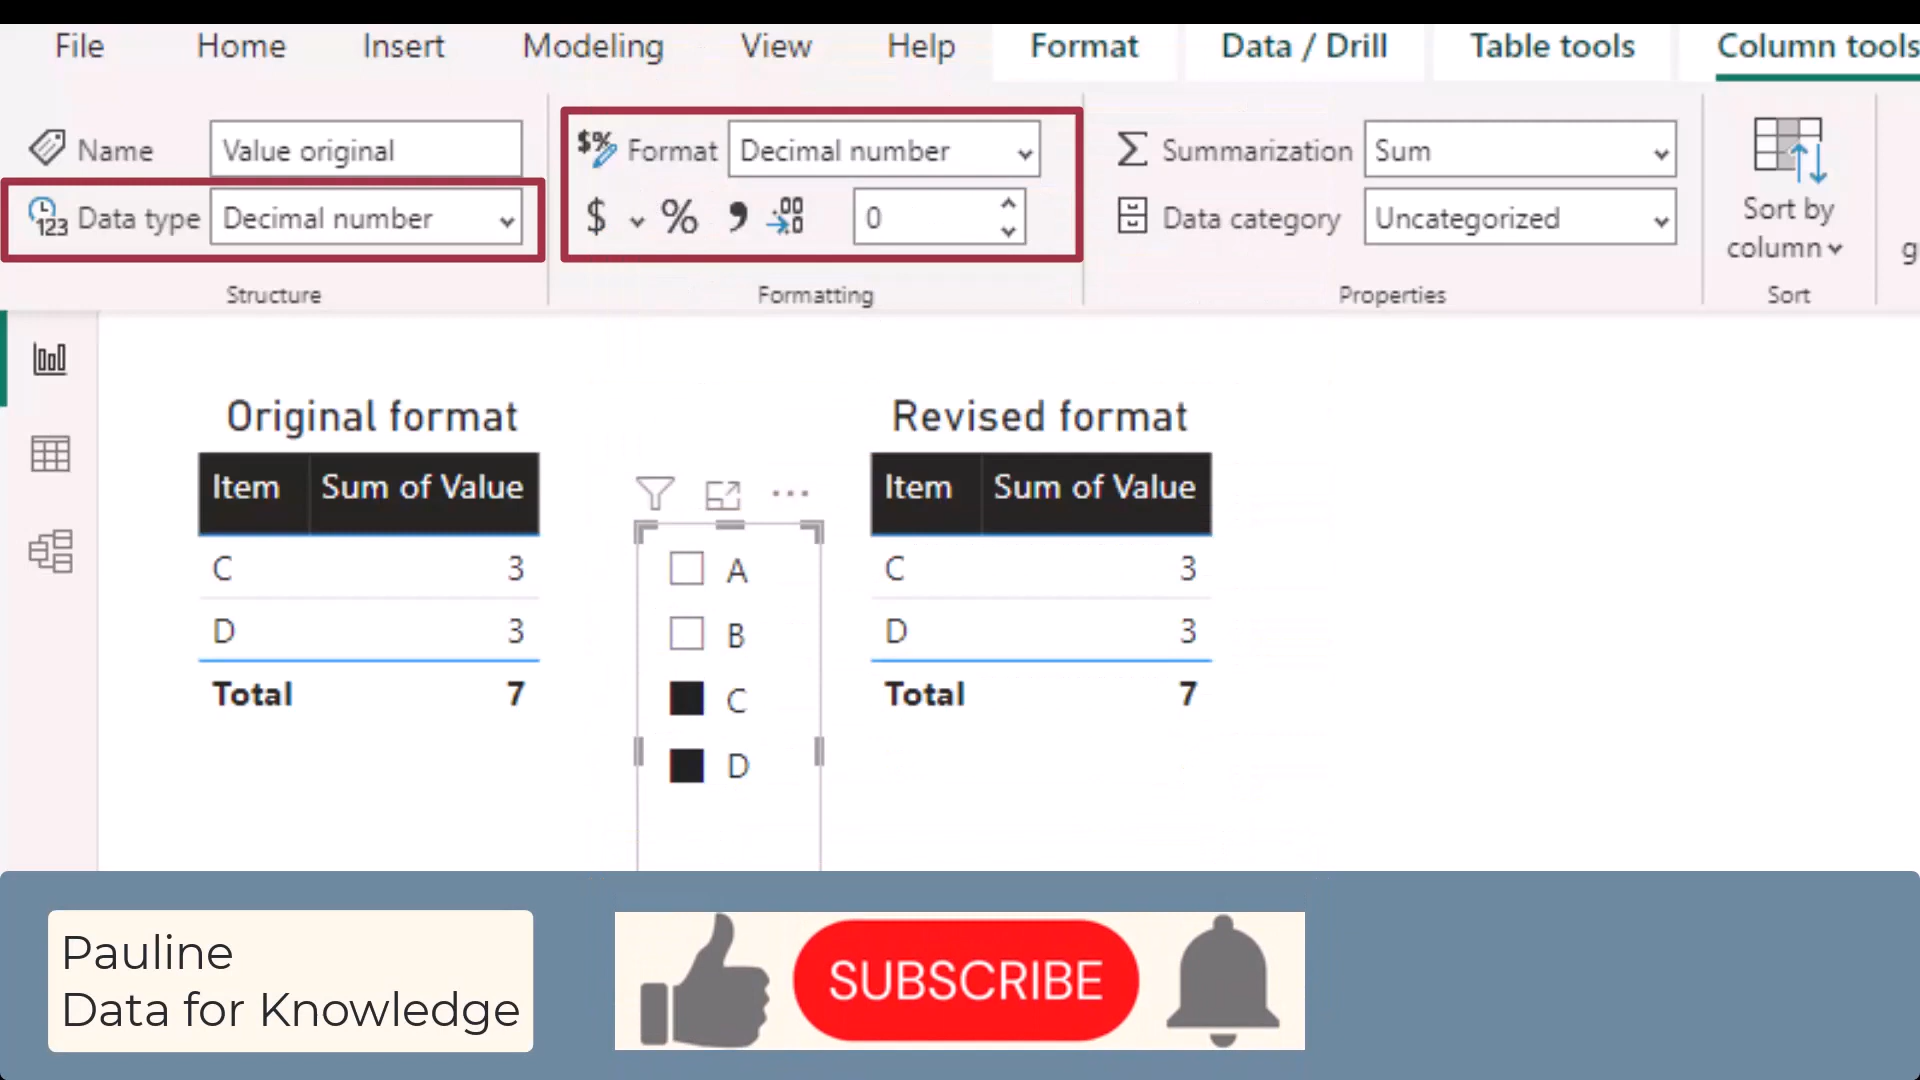 File Home Insert Modeling View Help Format Data / Drill Table tools Column tools
Name Value original $% Format Decimal number Σ Summarization Sum
123 Data type Decimal number $ % , .00 .0 0 Data category Uncategorized
Sort by
column
g
Structure Formatting Properties Sort
Original format
Item Sum of Value
C 3
D 3
Total 7
A
B
C
D
Revised format
Item Sum of Value
C 3
D 3
Total 7
Pauline
Data for Knowledge
SUBSCRIBE